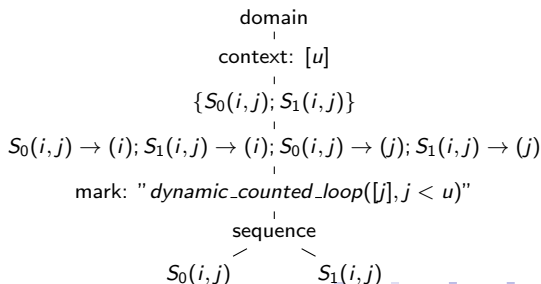 domain
context: [u]
{S₀(i, j); S₁(i, j)}
S₀(i, j) → (i); S₁(i, j) → (i); S₀(i, j) → (j); S₁(i, j) → (j)
mark: "dynamic_counted_loop([j], j < u)"
sequence
S₀(i, j) S₁(i, j)